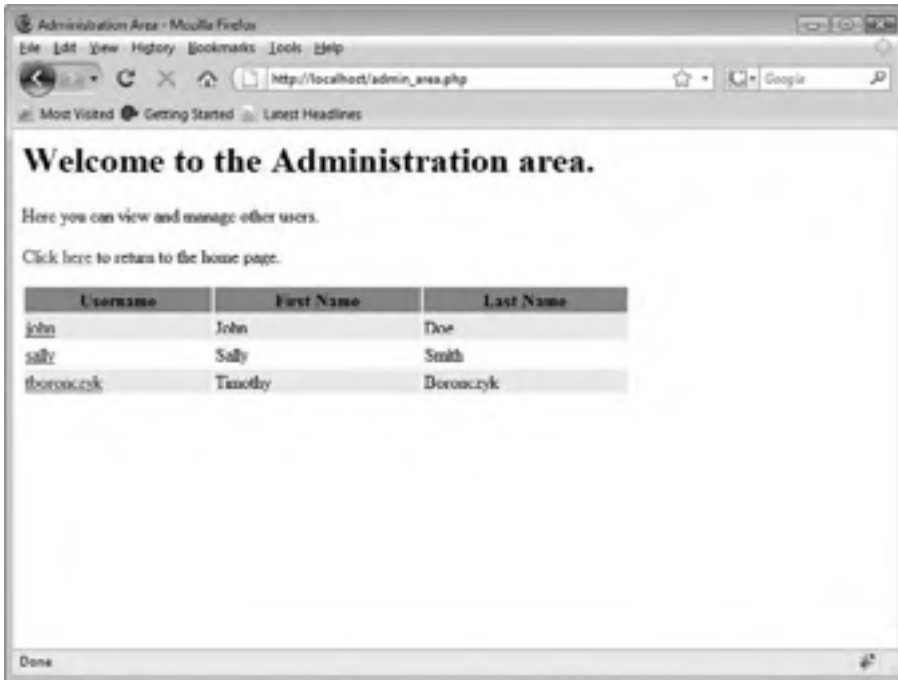 Administration Area - Mozilla Firefox
File Edit View History Bookmarks Tools Help
http://localhost/admin_area.php
Google
Most Visited Getting Started Latest Headlines
Welcome to the Administration area.
Here you can view and manage other users.
Click here to return to the home page.
Username First Name Last Name
john John Doe
sally Sally Smith
tboronczyk Timothy Boronczyk
Done